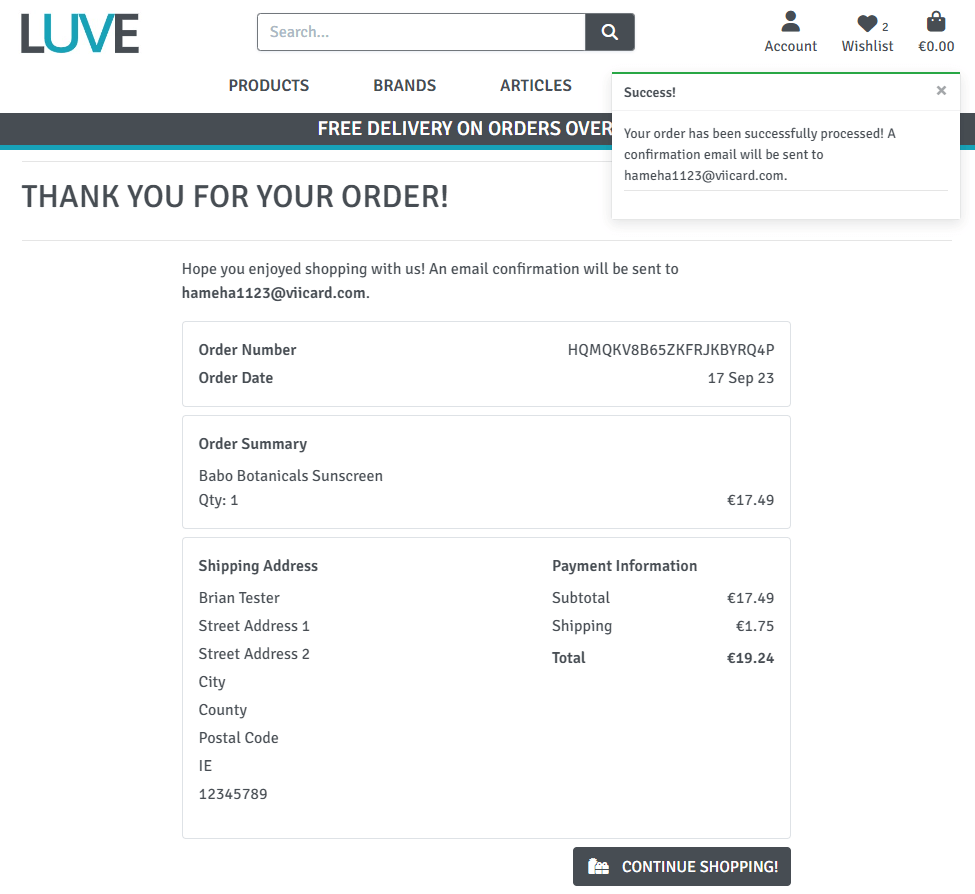 LUVE
Search...
Account
2
Wishlist
€0.00
PRODUCTS BRANDS ARTICLES
FREE DELIVERY ON ORDERS OVER
Success! ×
Your order has been successfully processed! A
confirmation email will be sent to
hameha1123@viicard.com.
THANK YOU FOR YOUR ORDER!
Hope you enjoyed shopping with us! An email confirmation will be sent to
hameha1123@viicard.com.
Order Number HQMQKV8B65ZKFRJKBYRQ4P
Order Date 17 Sep 23
Order Summary
Babo Botanicals Sunscreen
Qty: 1 €17.49
Shipping Address
Brian Tester
Street Address 1
Street Address 2
City
County
Postal Code
IE
12345789
Payment Information
Subtotal €17.49
Shipping €1.75
Total €19.24
CONTINUE SHOPPING!